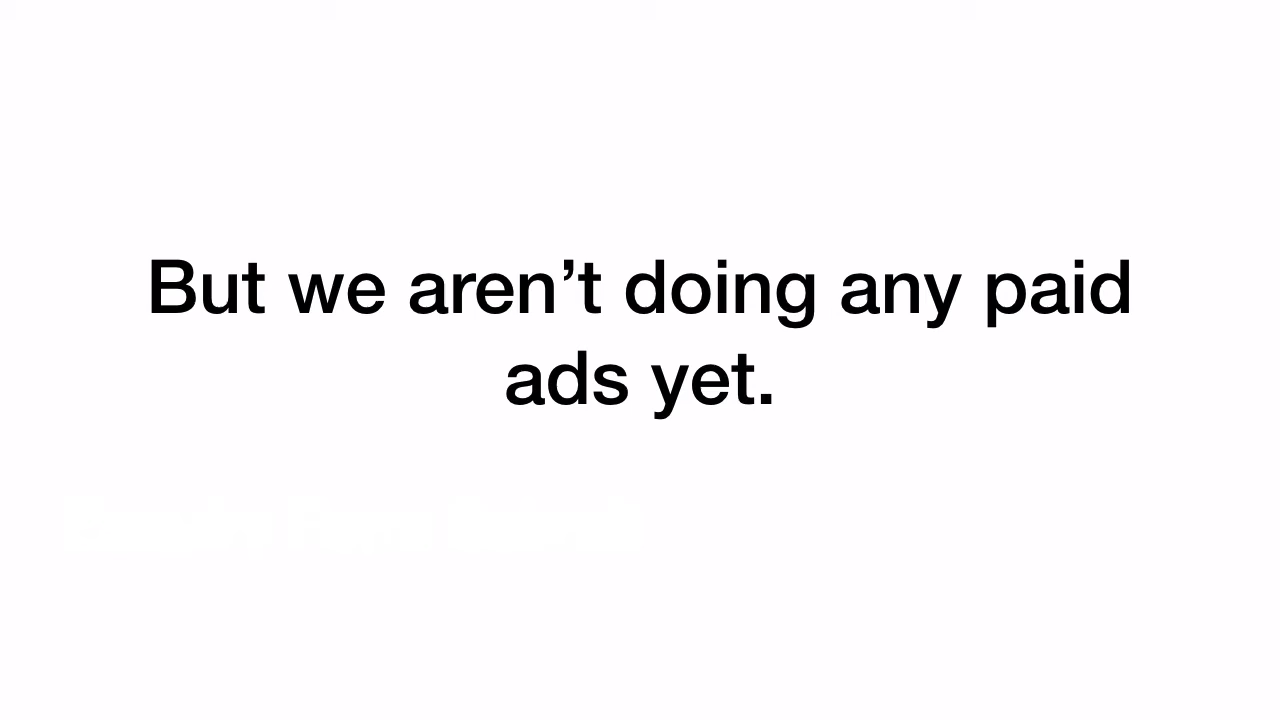 But we aren’t doing any paid
ads yet.